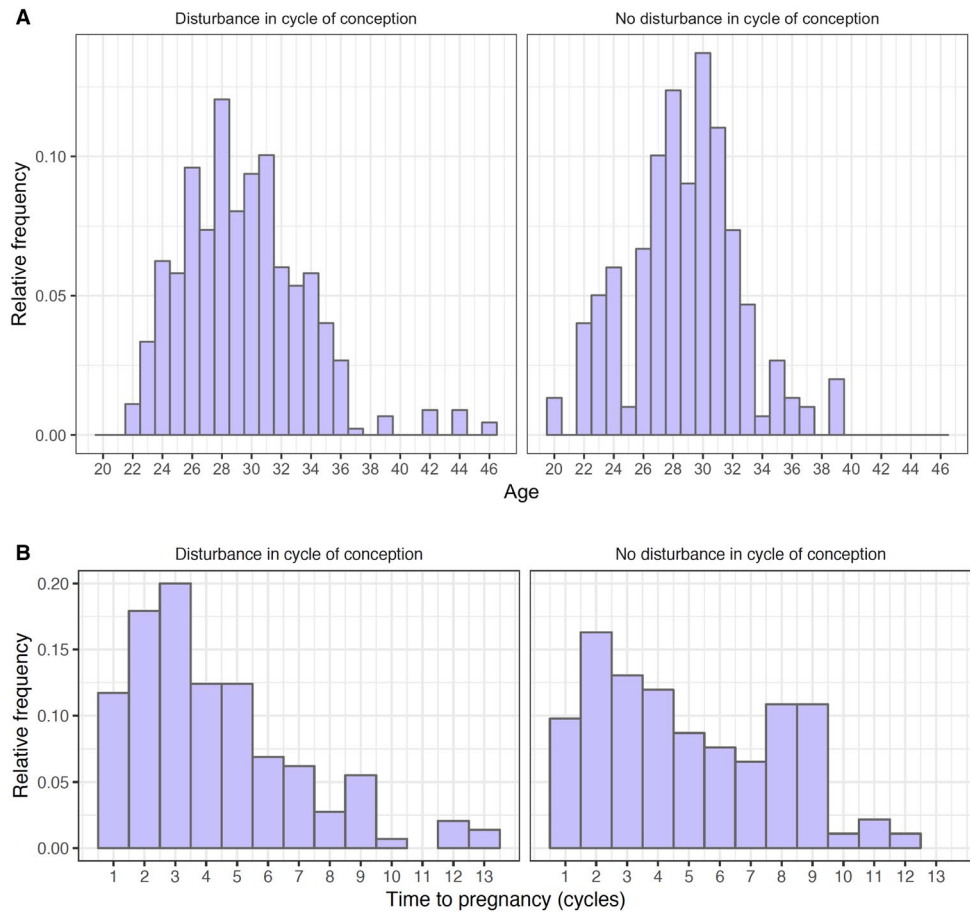 A
Disturbance in cycle of conception
No disturbance in cycle of conception
Relative frequency
0.10
0.05
0.00
20 22 24 26 28 30 32 34 36 38 40 42 44 46
20 22 24 26 28 30 32 34 36 38 40 42 44 46
Age
B
Disturbance in cycle of conception
No disturbance in cycle of conception
Relative frequency
0.20
0.15
0.10
0.05
0.00
1 2 3 4 5 6 7 8 9 10 11 12 13
1 2 3 4 5 6 7 8 9 10 11 12 13
Time to pregnancy (cycles)